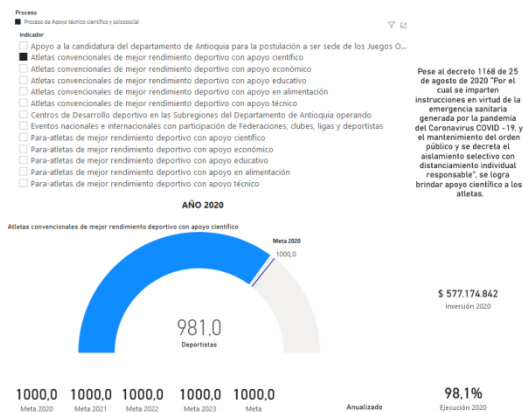 Proceso
Proceso de Apoyo técnico científico y psicosocial
Indicador
Apoyo a la candidatura del departamento de Antioquia para la postulación a ser sede de los Juegos O...
Atletas convencionales de mejor rendimiento deportivo con apoyo científico
Atletas convencionales de mejor rendimiento deportivo con apoyo económico
Atletas convencionales de mejor rendimiento deportivo con apoyo educativo
Atletas convencionales de mejor rendimiento deportivo con apoyo en alimentación
Atletas convencionales de mejor rendimiento deportivo con apoyo técnico
Centros de Desarrollo deportivo en las Subregiones del Departamento de Antioquia operando
Eventos nacionales e internacionales con participación de Federaciones, clubes, ligas y deportistas
Para-atletas de mejor rendimiento deportivo con apoyo científico
Para-atletas de mejor rendimiento deportivo con apoyo económico
Para-atletas de mejor rendimiento deportivo con apoyo educativo
Para-atletas de mejor rendimiento deportivo con apoyo en alimentación
Para-atletas de mejor rendimiento deportivo con apoyo técnico
Pese al decreto 1168 de 25
de agosto de 2020 "Por el
cual se imparten
instrucciones en virtud de la
emergencia sanitaria
generada por la pandemia
del Coronavirus COVID - 19, y
el mantenimiento del orden
público y se decreta el
aislamiento selectivo con
distanciamiento individual
responsable", se logra
brindar apoyo científico a los
atletas.
AÑO 2020
Atletas convencionales de mejor rendimiento deportivo con apoyo científico
Meta 2020
1000,0
981,0
Deportistas
$ 577.174.842
Inversión 2020
1000,0 1000,0 1000,0 1000,0 1000,0
Meta 2020 Meta 2021 Meta 2022 Meta 2023 Meta
Anualizado
98,1%
Ejecución 2020